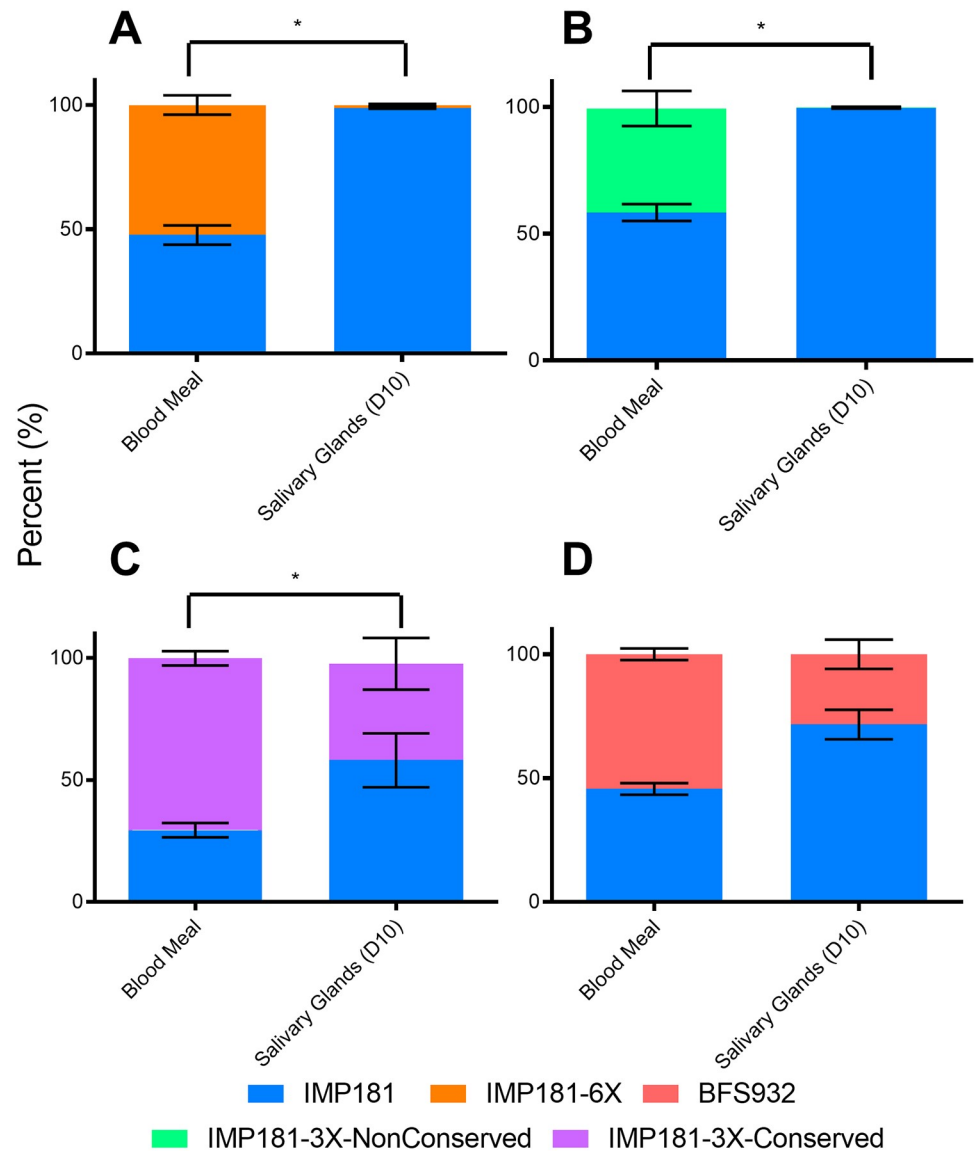 A
*
100
50
0
Blood Meal
Salivary Glands (D10)
B
*
100
50
0
Blood Meal
Salivary Glands (D10)
Percent (%)
C
*
100
50
0
Blood Meal
Salivary Glands (D10)
D
100
50
0
Blood Meal
Salivary Glands (D10)
IMP181 IMP181-6X BFS932
IMP181-3X-NonConserved IMP181-3X-Conserved